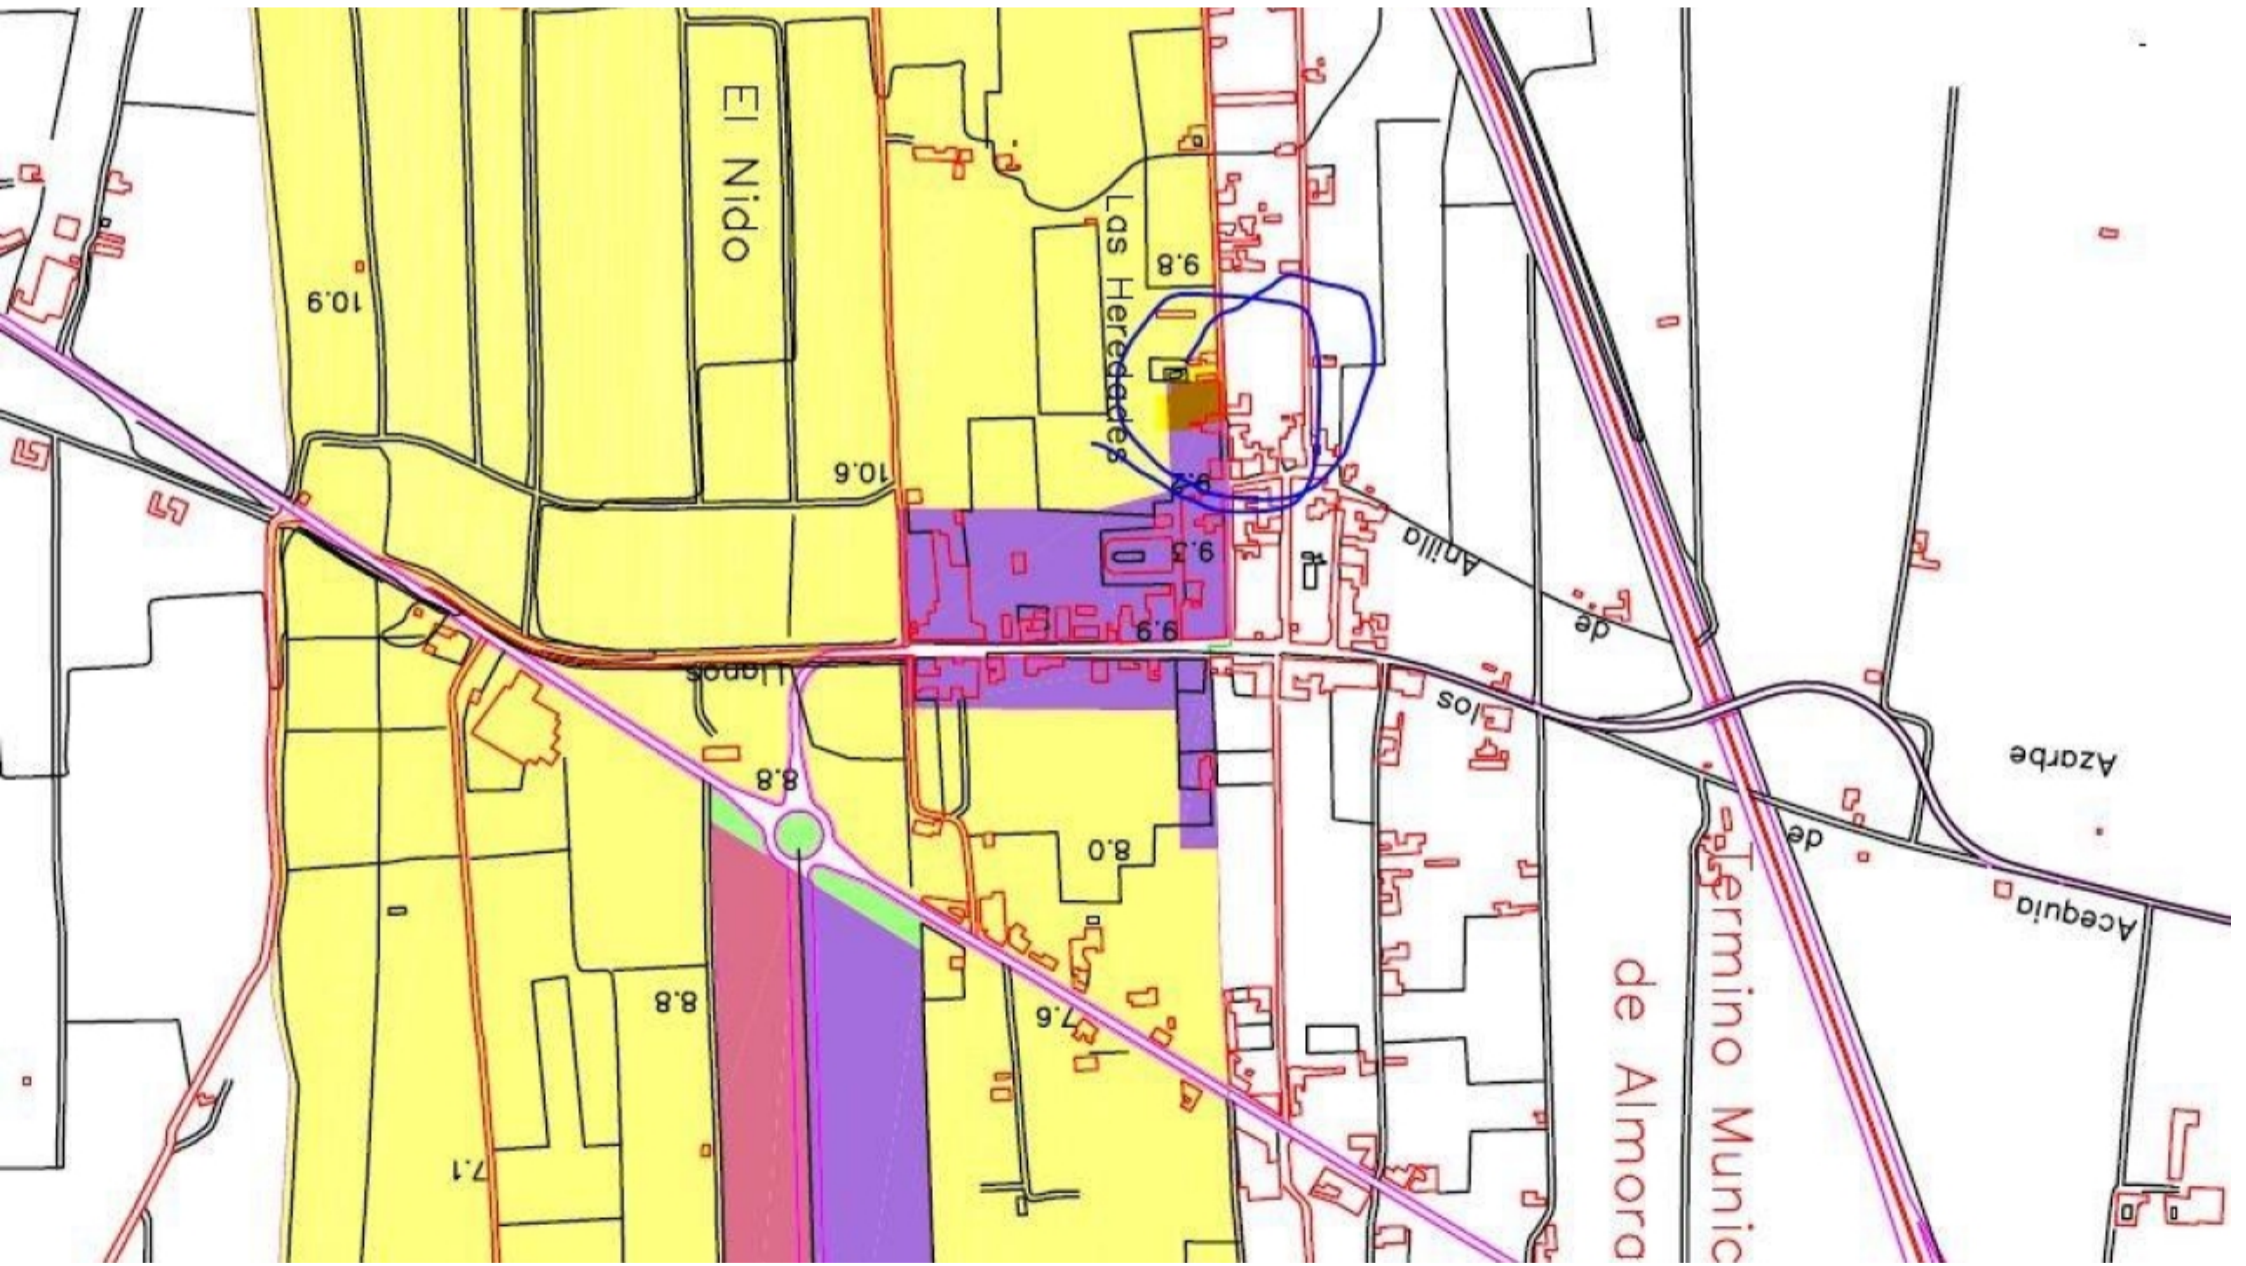 El Nido
Las Heredades
9.8
10.9
10.6
9.2
9.3
9.9
Anilla
de
los
Llanos
8.8
8.0
Azarbe
de
Acequia
Termino Munic
de Almora
8.8
7.6
7.1